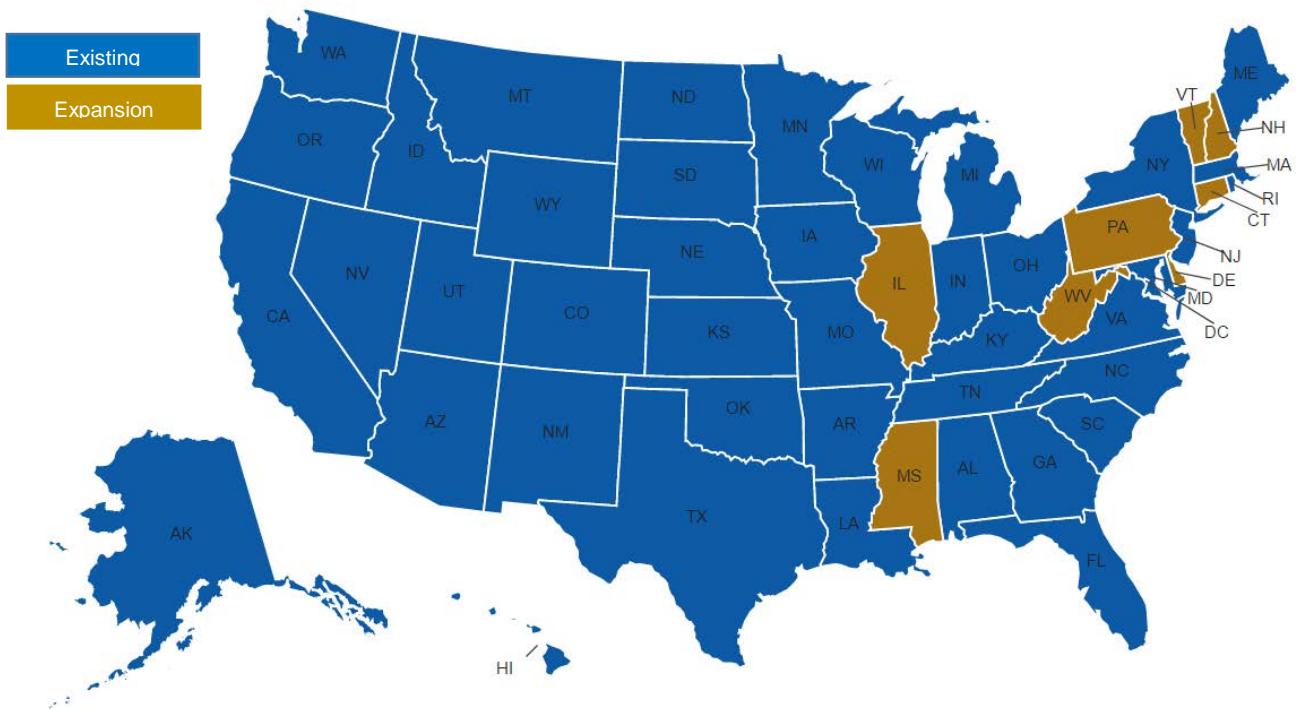 Existing
Expansion
WA
MT
ND
MN
ME
VT
NH
OR
ID
SD
WI
MI
NY
MA
RI
CT
WY
IA
PA
NE
NV
UT
CO
IL
IN
OH
NJ
DE
MD
DC
CA
KS
MO
WV
VA
KY
NC
AZ
NM
OK
AR
TN
SC
MS
AL
GA
AK
TX
LA
FL
HI